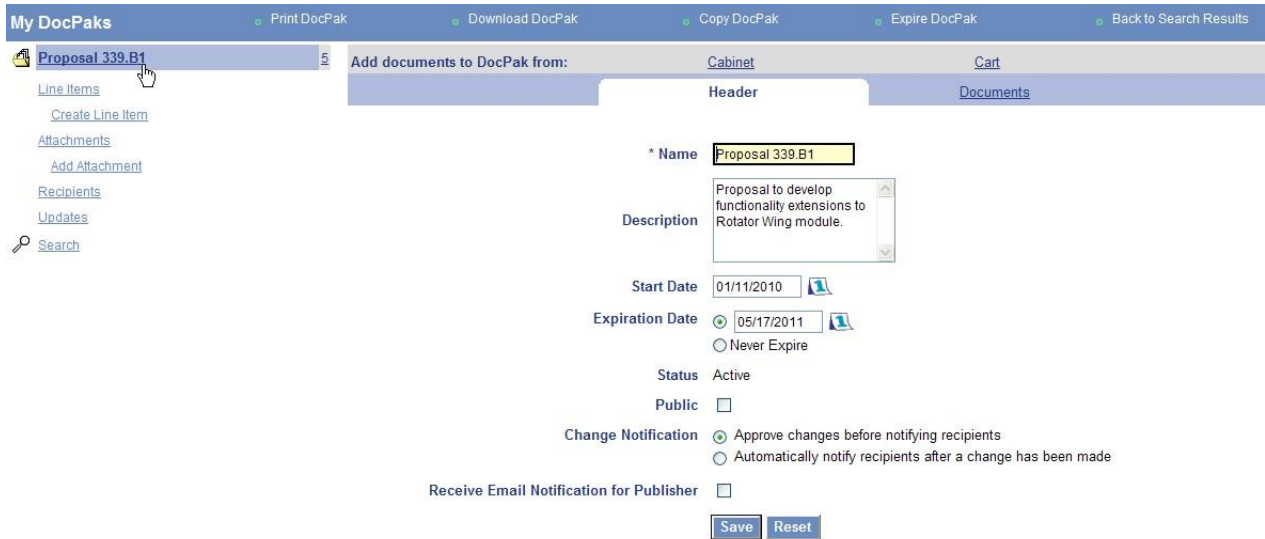 My DocPaks
Print DocPak
Download DocPak
Copy DocPak
Expire DocPak
Back to Search Results
Proposal 339.B1
5
Line Items
Create Line Item
Attachments
Add Attachment
Recipients
Updates
Search
Add documents to DocPak from:
Cabinet
Cart
Header
Documents
* Name
Proposal 339.B1
Description
Proposal to develop
functionality extensions to
Rotator Wing module.
Start Date
01/11/2010
1
Expiration Date
05/17/2011
1
Never Expire
Status
Active
Public
Change Notification
Approve changes before notifying recipients
Automatically notify recipients after a change has been made
Receive Email Notification for Publisher
Save
Reset